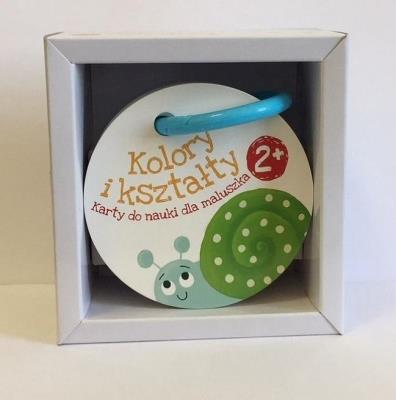 Kolory
i kształty
2+
Karty do nauki dla maluszka